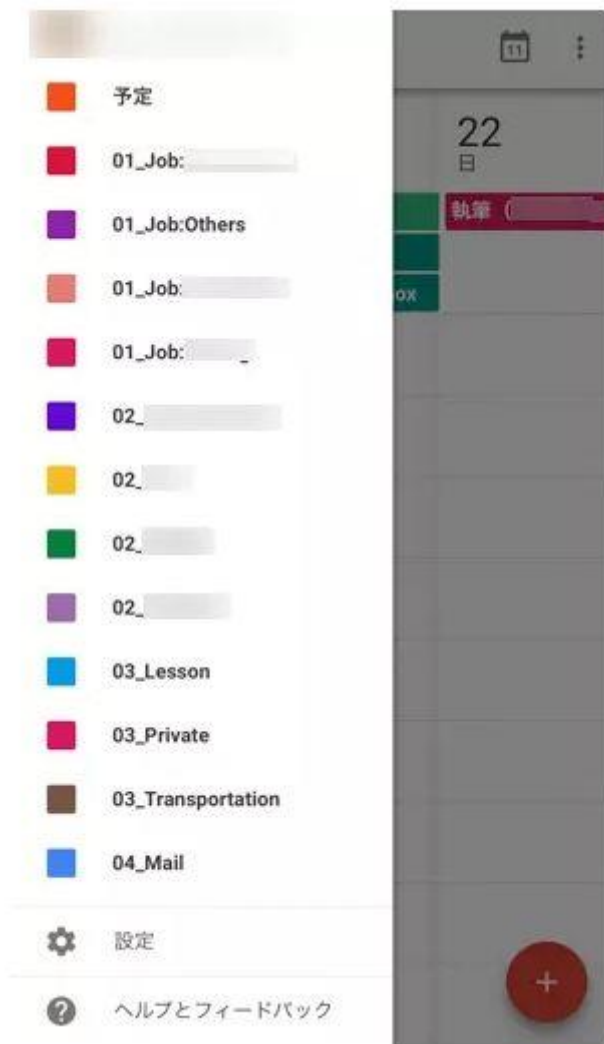 予定
01_Job:
01_Job:Others
01_Job:
01_Job: _
02_
02_
02_
02_
03_Lesson
03_Private
03_Transportation
04_Mail
設定
ヘルプとフィードバック
11
22
日
執筆 (
ox
+